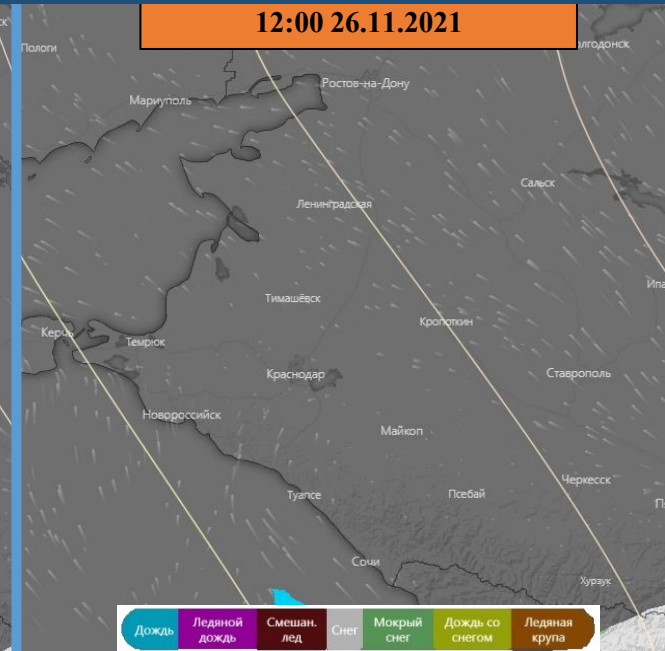 12:00 26.11.2021
Пологи
лгодонск
Ростов-на-Дону
Мариуполь
Сальск
Ленинградская
Ипа
Тимашёвск
Кропоткин
Керчь
Темрюк
Краснодар
Ставрополь
Новороссийск
Майкоп
Черкесск
Туапсе
Псебай
Сочи
Хурзук
Дождь
Ледяной
дождь
Смешан.
лед
Снег
Мокрый
снег
Дождь со
снегом
Ледяная
крупа